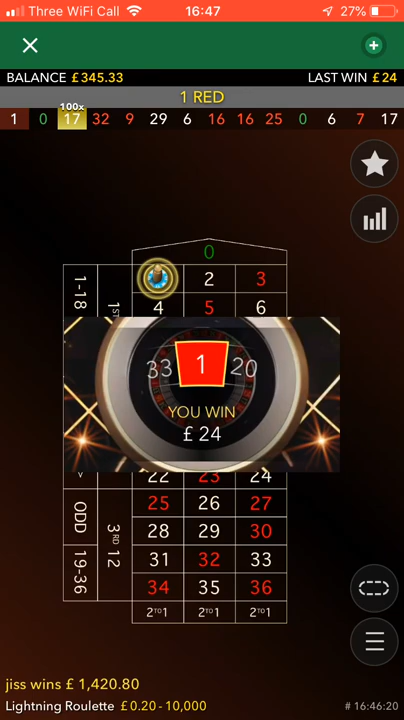 Three WiFi Call 16:47 27%
BALANCE £345.33 LAST WIN £24
1 RED
100x
1 0 17 32 9 29 6 16 16 25 0 6 7 17
0
2 3
4 5 6
1-18
1ST
33 1 20
YOU WIN
£ 24
22 23 24
25 26 27
28 29 30
31 32 33
34 35 36
ODD
19-36
3RD 12
2TO1 2TO1 2TO1
jiss wins £ 1,420.80
Lightning Roulette £ 0.20 - 10,000 # 16:46:20